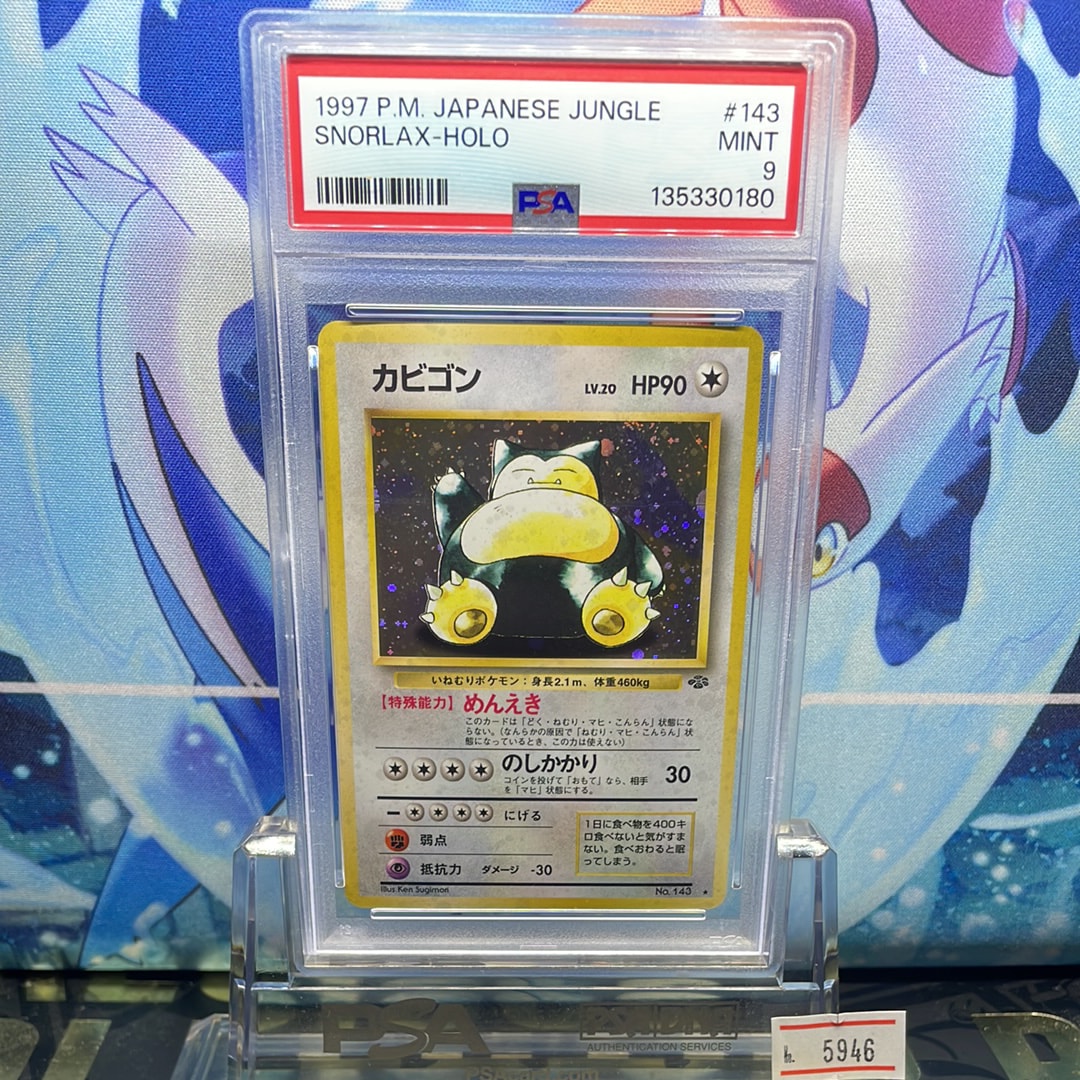 1997 P.M. JAPANESE JUNGLE #143
SNORLAX-HOLO MINT
9
PSA 135330180
カビゴン LV.20 HP90
いねむりポケモン:身長2.1m、体重460kg
【特殊能力】めんえき
このカードは「どく・ねむり・マヒ・こんらん」状態にな
らない。(なんらかの原因で「ねむり・マヒ・こんらん」状
態になっているとき、この力は使えない)
のしかかり 30
コインを投げて「おもて」なら、相手
を「マヒ」状態にする。
にげる
弱点
抵抗力 ダメージ -30
1日に食べ物を400キ
ロ食べないと気がすま
ない。食べおわると眠
ってしまう。
Illus. Ken Sugimori No. 143 ★
PSA
AUTHENTICATION SERVICES
PSAcard.com
№. 5946